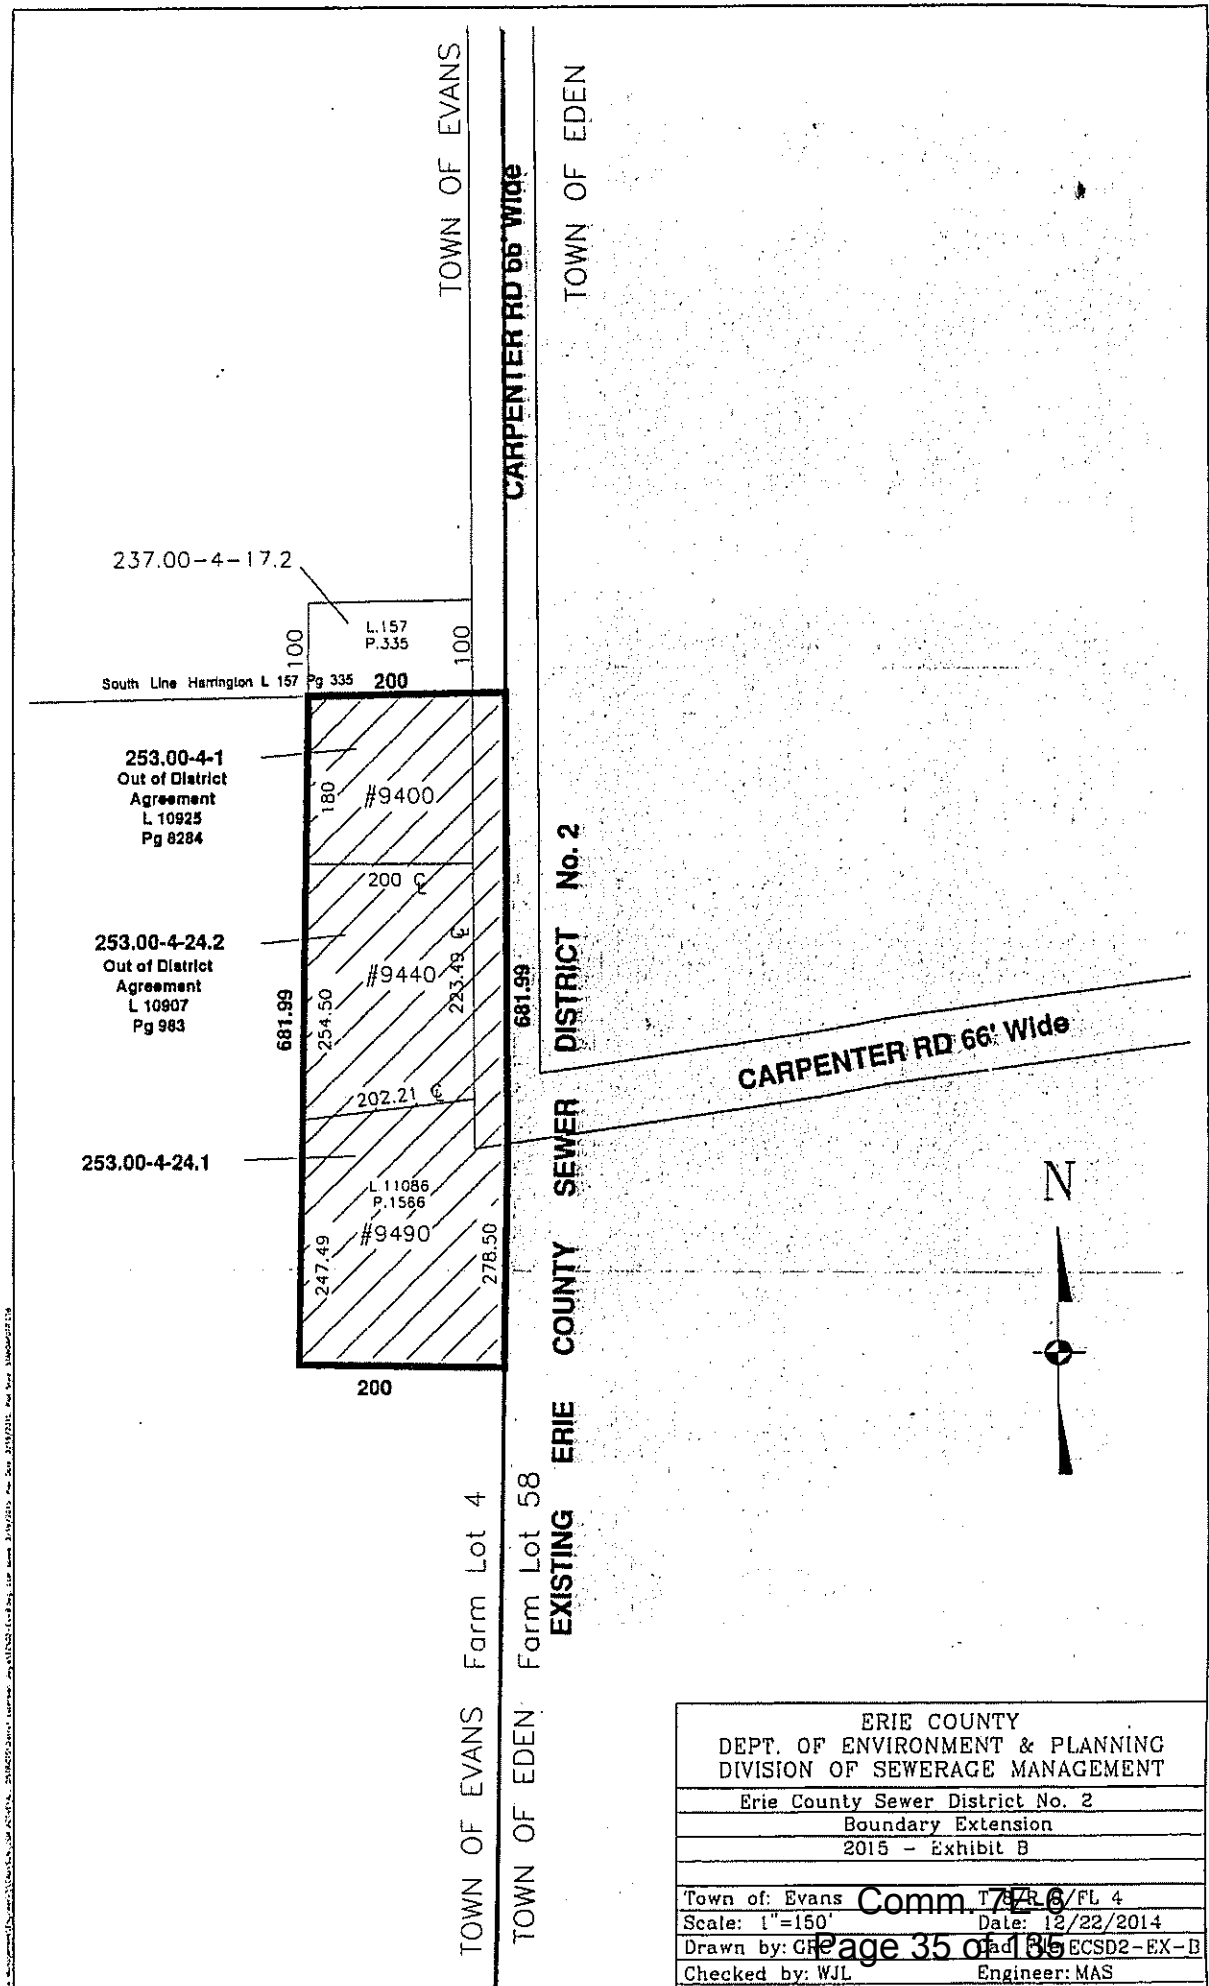 TOWN OF EVANS
CARPENTER RD 66' Wide
TOWN OF EDEN
237.00-4-17.2
L.157
P.335
100
100
South Line Harrington L 157 Pg 335
200
253.00-4-1
Out of District
Agreement
L 10925
Pg 8284
180
#9400
200 ℄
253.00-4-24.2
Out of District
Agreement
L 10907
Pg 983
681.99
254.50
#9440
223.49 ℄
681.99
202.21 ℄
CARPENTER RD 66' Wide
253.00-4-24.1
L.11086
P.1566
#9490
247.49
278.50
200
N
EXISTING ERIE COUNTY SEWER DISTRICT No. 2
TOWN OF EVANS Farm Lot 4
TOWN OF EDEN Farm Lot 58
ERIE COUNTY
DEPT. OF ENVIRONMENT & PLANNING
DIVISION OF SEWERAGE MANAGEMENT
Erie County Sewer District No. 2
Boundary Extension
2015 - Exhibit B
Town of: Evans
/FL 4
Comm. 7E-6
Scale: 1"=150'
Date: 12/22/2014
Drawn by:
ECSD2-EX-B
Page 35 of 185
Checked by: WJL
Engineer: MAS